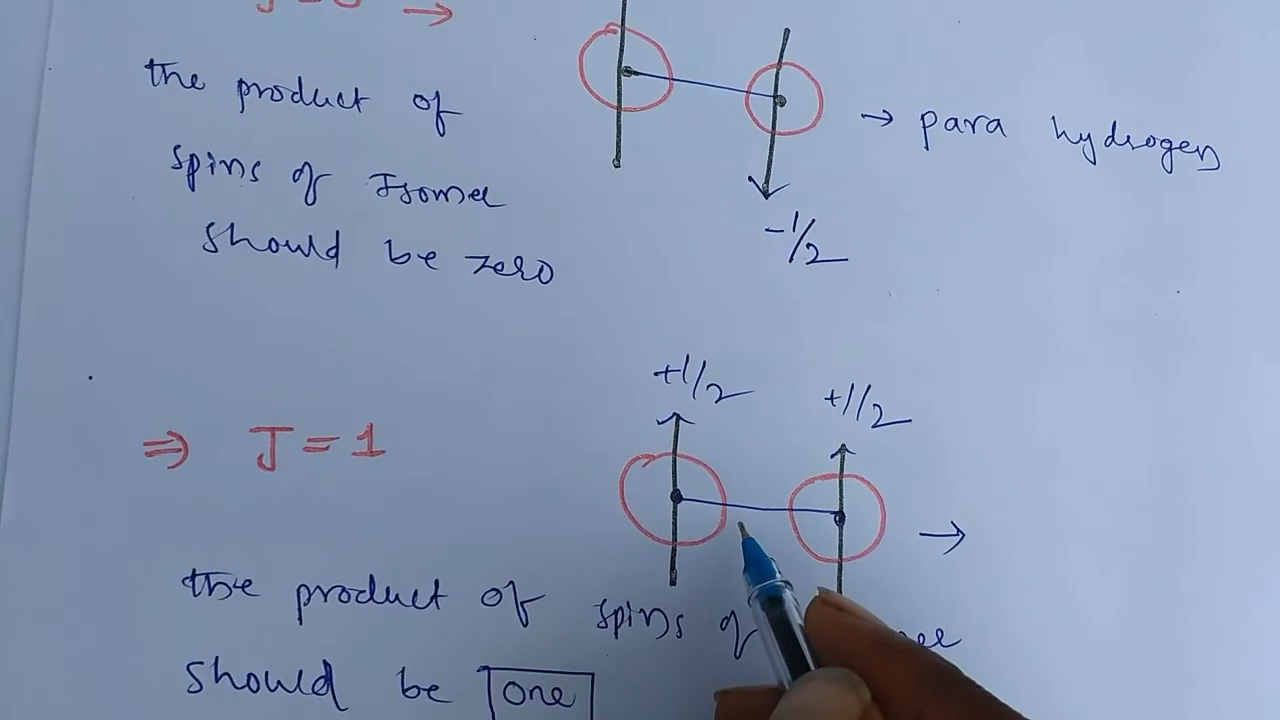 J=0 →
the product of
spins of Isomer
should be zero
→ para hydrogen
-1/2
+1/2
+1/2
⇒ J = 1
→
the product of spins of
should be one